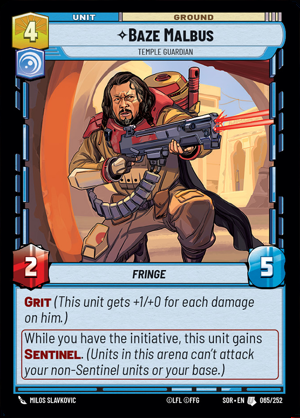 UNIT GROUND
4
✧BAZE MALBUS
TEMPLE GUARDIAN
2 5
FRINGE
GRIT (This unit gets +1/+0 for each damage
on him.)
While you have the initiative, this unit gains
SENTINEL. (Units in this arena can't attack
your non-Sentinel units or your base.)
MILOS SLAVKOVIC ©LFL ©FFG SOR • EN U 065/252